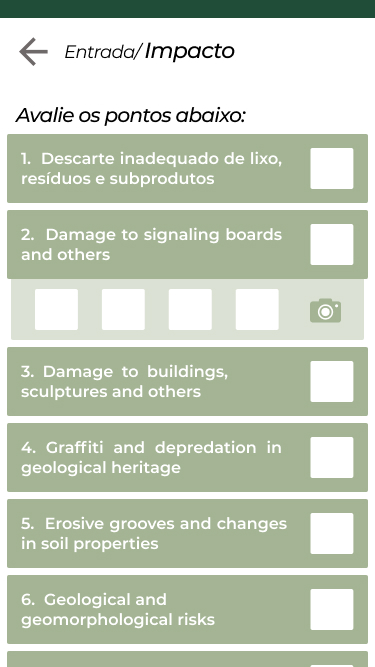 Entrada/Impacto
Avalie os pontos abaixo:
1. Descarte inadequado de lixo,
resíduos e subprodutos
2. Damage to signaling boards
and others
3. Damage to buildings,
sculptures and others
4. Graffiti and depredation in
geological heritage
5. Erosive grooves and changes
in soil properties
6. Geological and
geomorphological risks